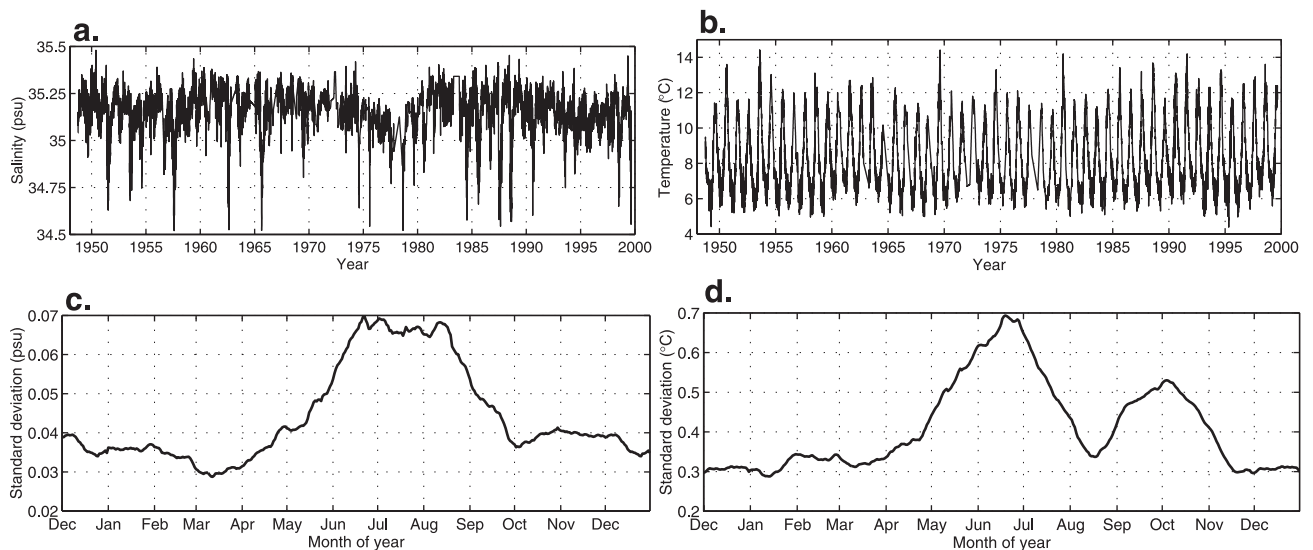 a.
35.5
35.25
35
34.75
34.5
Salinity (psu)
1950 1955 1960 1965 1970 1975 1980 1985 1990 1995 2000
Year
b.
14
12
10
8
6
4
Temperature (°C)
1950 1955 1960 1965 1970 1975 1980 1985 1990 1995 2000
Year
c.
0.07
0.06
0.05
0.04
0.03
0.02
Standard deviation (psu)
Dec Jan Feb Mar Apr May Jun Jul Aug Sep Oct Nov Dec
Month of year
d.
0.7
0.6
0.5
0.4
0.3
0.2
Standard deviation (°C)
Dec Jan Feb Mar Apr May Jun Jul Aug Sep Oct Nov Dec
Month of year